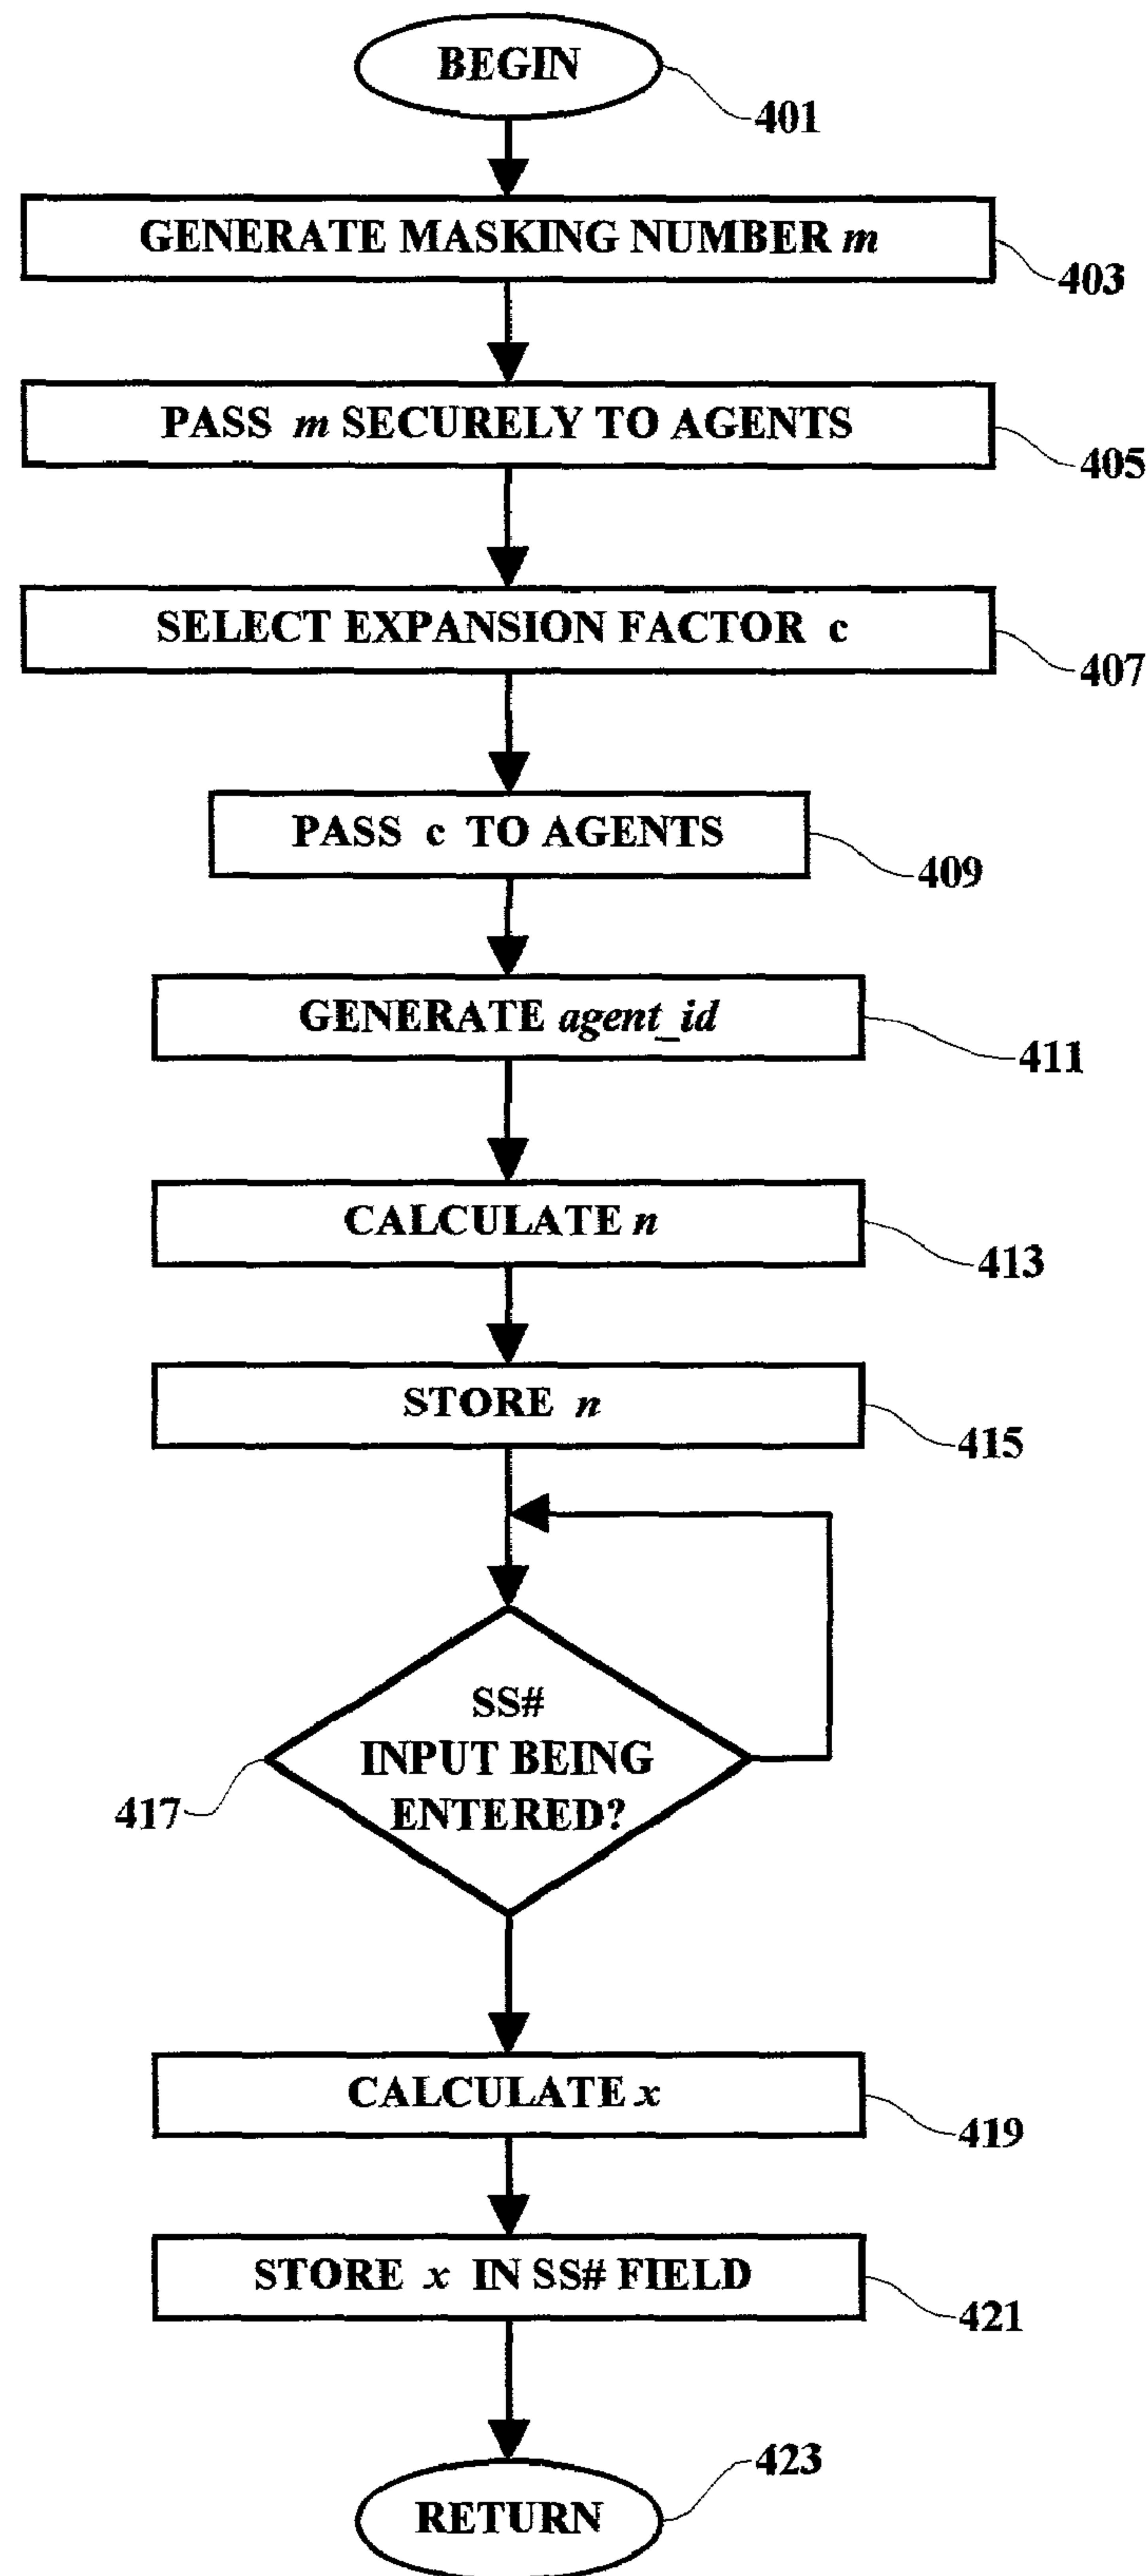 BEGIN
401
GENERATE MASKING NUMBER m
403
PASS m SECURELY TO AGENTS
405
SELECT EXPANSION FACTOR c
407
PASS c TO AGENTS
409
GENERATE agent_id
411
CALCULATE n
413
STORE n
415
SS#
INPUT BEING
ENTERED?
417
CALCULATE x
419
STORE x IN SS# FIELD
421
RETURN
423